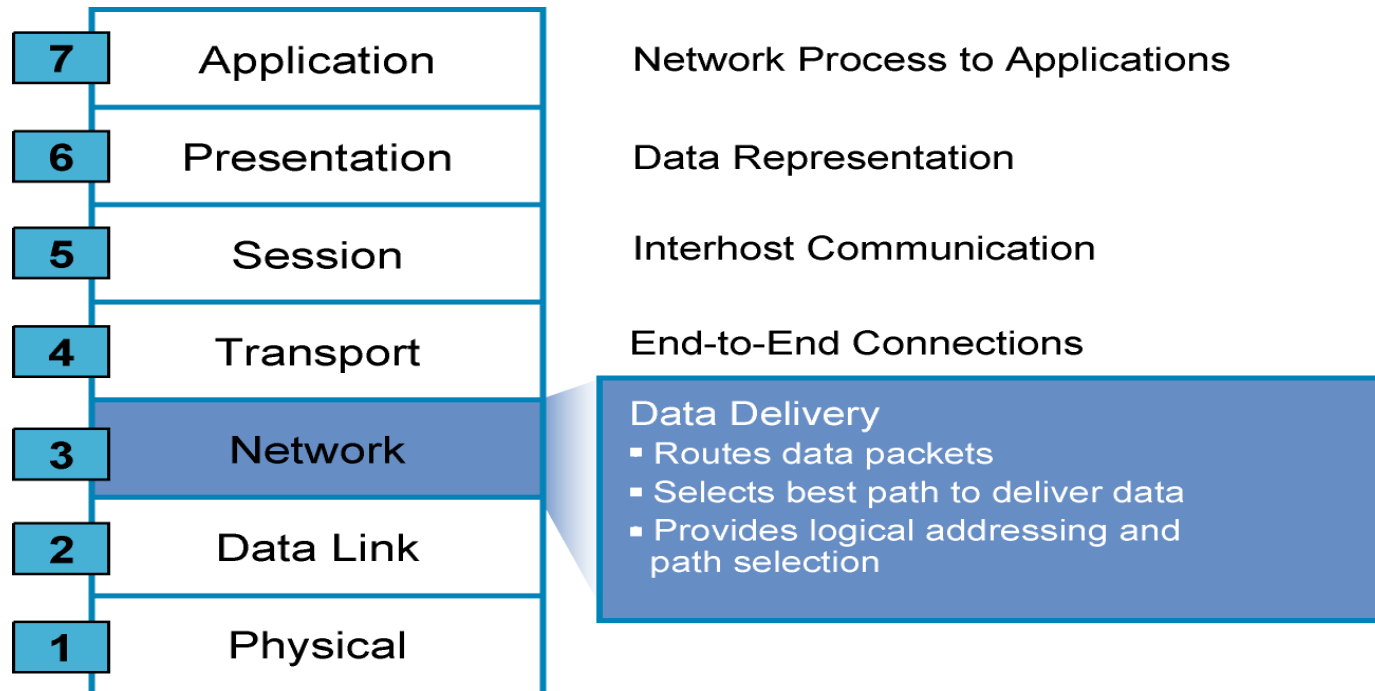 7 Application Network Process to Applications
6 Presentation Data Representation
5 Session Interhost Communication
4 Transport End-to-End Connections
3 Network
Data Delivery
▪ Routes data packets
▪ Selects best path to deliver data
▪ Provides logical addressing and
path selection
2 Data Link
1 Physical